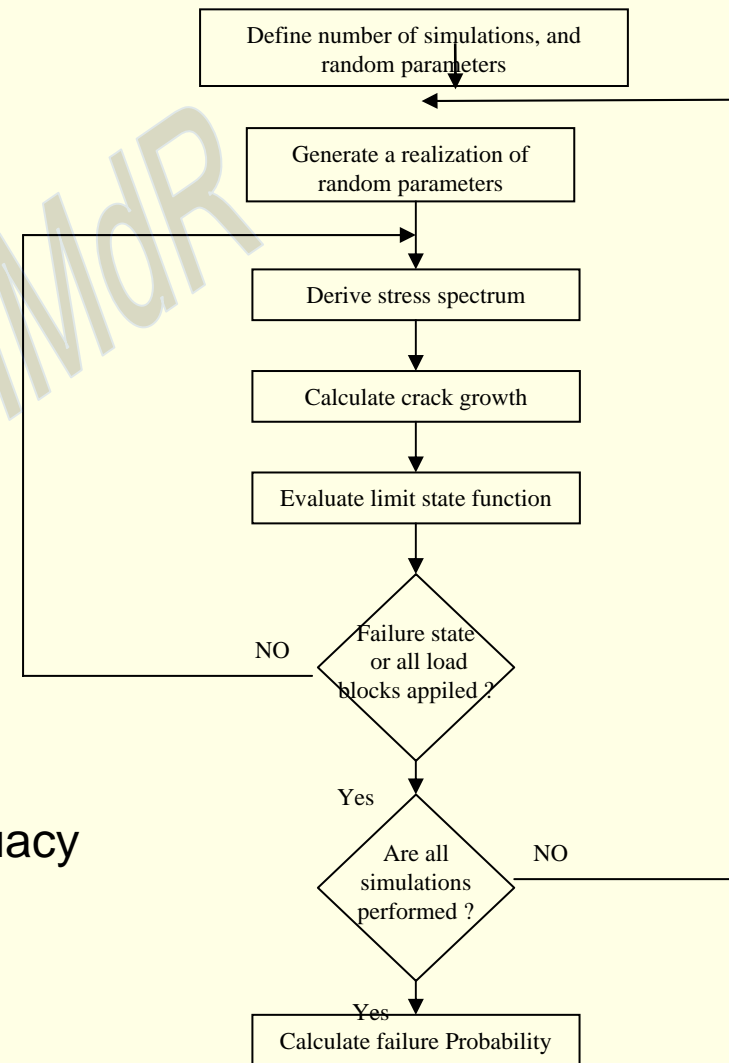 Define number of simulations, and
random parameters
Generate a realization of
random parameters
Derive stress spectrum
Calculate crack growth
Evaluate limit state function
Failure state
or all load
blocks appiled ?
NO
Yes
Are all
simulations
performed ?
NO
Yes
Calculate failure Probability
uacy
MdR